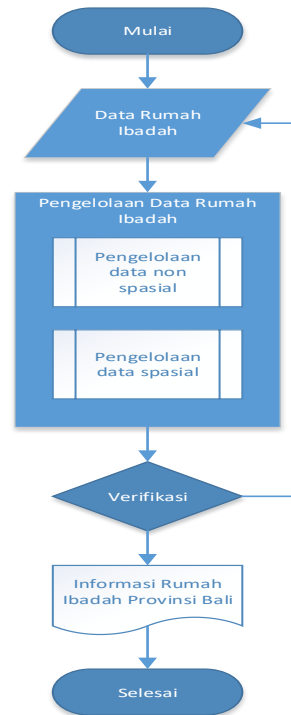 Mulai
Data Rumah
Ibadah
Pengelolaan Data Rumah
Ibadah
Pengelolaan
data non
spasial
Pengelolaan
data spasial
Verifikasi
Informasi Rumah
Ibadah Provinsi Bali
Selesai